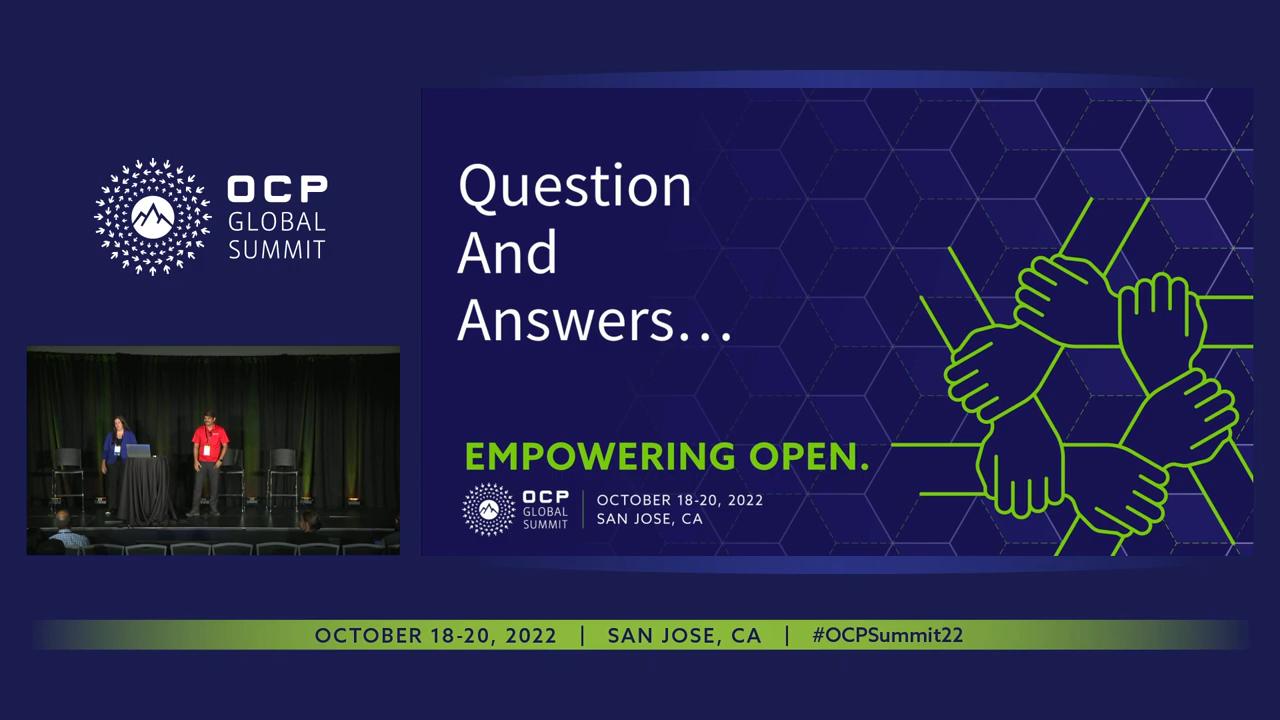 OCP
GLOBAL
SUMMIT
Question
And
Answers...
EMPOWERING OPEN.
OCP
GLOBAL
SUMMIT
OCTOBER 18-20, 2022
SAN JOSE, CA
OCTOBER 18-20, 2022 | SAN JOSE, CA | #OCPSummit22